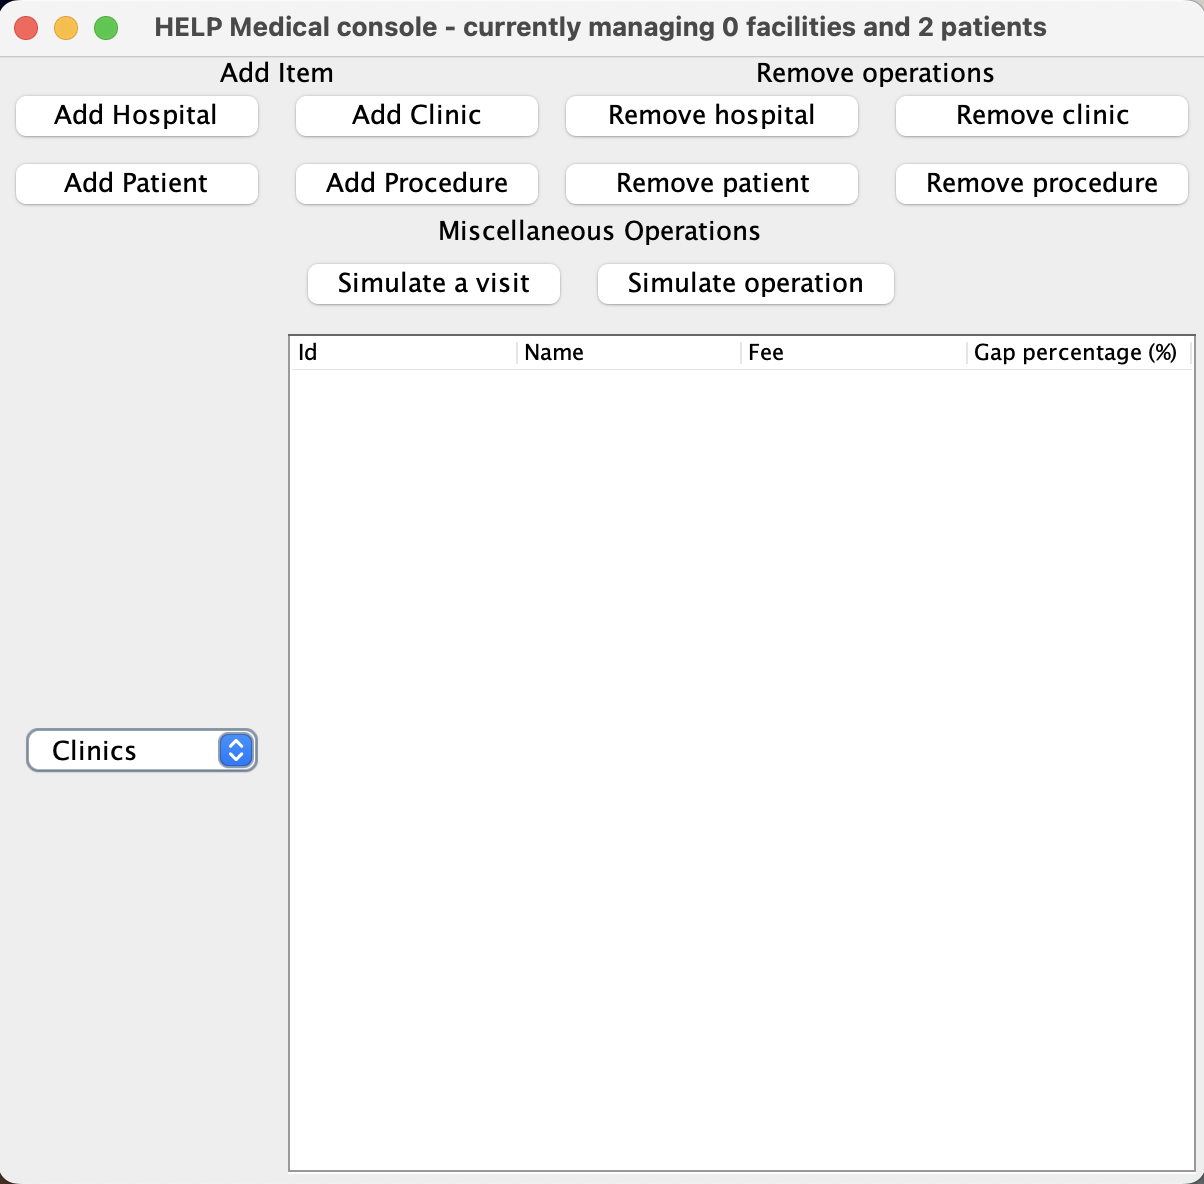 HELP Medical console - currently managing 0 facilities and 2 patients
Add Item
Remove operations
Add Hospital
Add Clinic
Remove hospital
Remove clinic
Add Patient
Add Procedure
Remove patient
Remove procedure
Miscellaneous Operations
Simulate a visit
Simulate operation
Id
Name
Fee
Gap percentage (%)
Clinics